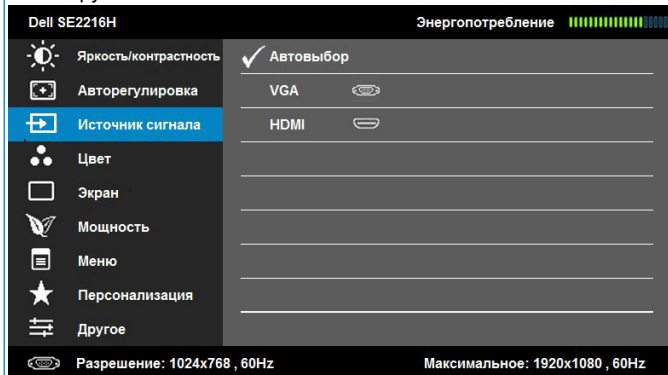 Dell SE2216H Энергопотребление
Яркость/контрастность Автовыбор
Авторегулировка VGA
Источник сигнала HDMI
Цвет
Экран
Мощность
Меню
Персонализация
Другое
Разрешение: 1024x768 , 60Hz Максимальное: 1920x1080 , 60Hz